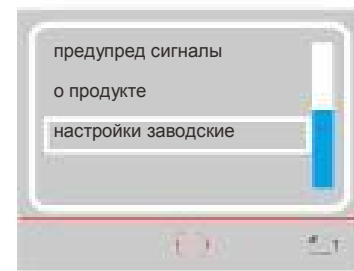 предупред сигналы
о продукте
настройки заводские